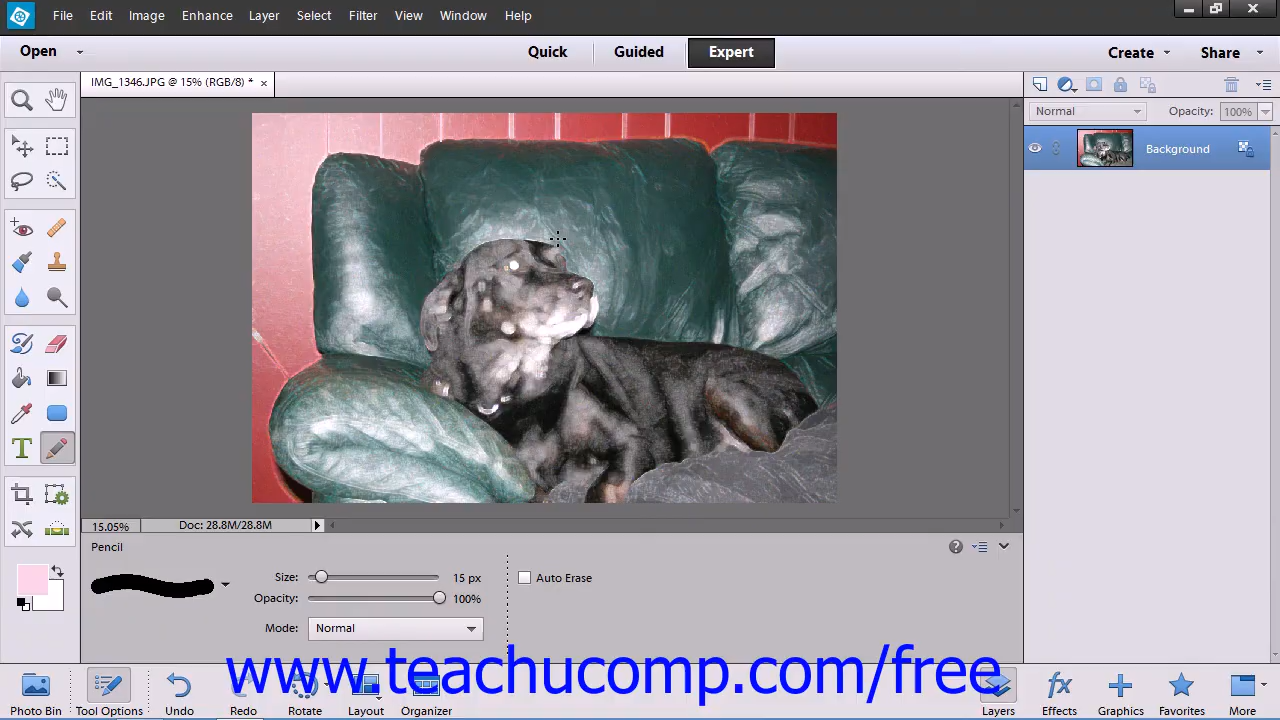 File Edit Image Enhance Layer Select Filter View Window Help
Open Quick Guided Expert Create Share
IMG_1346.JPG @ 15% (RGB/8) * ×
Normal Opacity: 100%
Background
15.05% Doc: 28.8M/28.8M
Pencil
Size: 15 px Auto Erase
Opacity: 100%
Mode: Normal
www.teachucomp.com/free
Photo Bin Tool Options Undo Redo Rotate Layout Organizer Layers Effects Graphics Favorites More